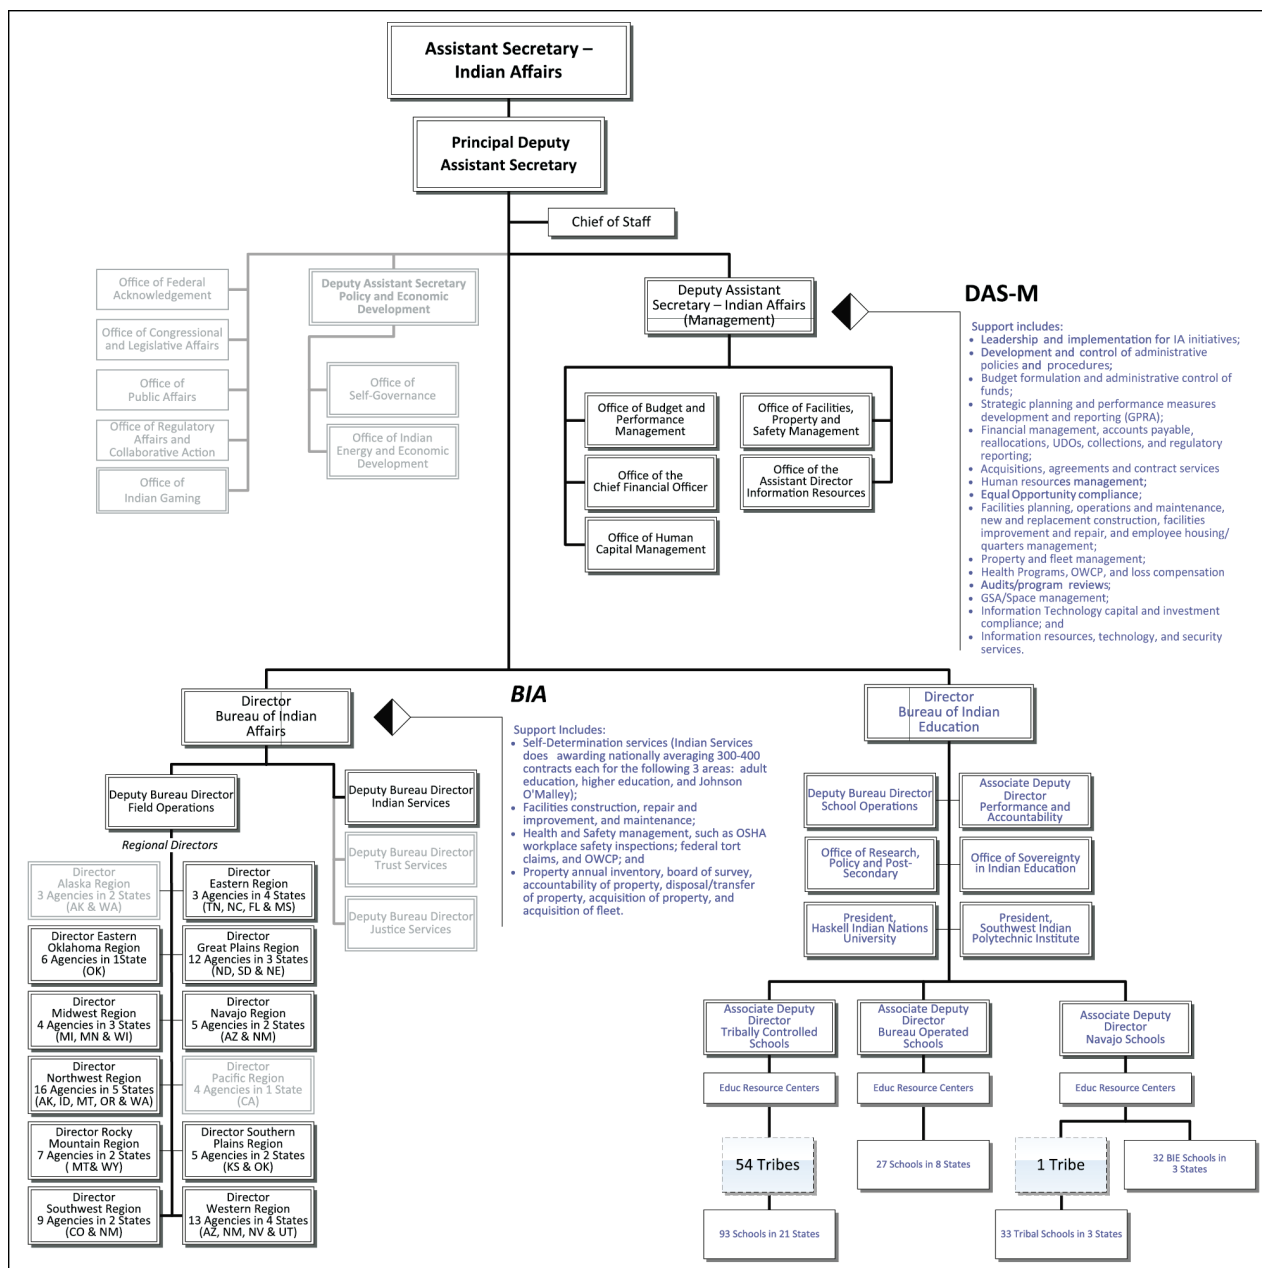 Assistant Secretary –
Indian Affairs
Principal Deputy
Assistant Secretary
Chief of Staff
Office of Federal
Acknowledgement
Office of Congressional
and Legislative Affairs
Office of
Public Affairs
Office of Regulatory
Affairs and
Collaborative Action
Office of
Indian Gaming
Deputy Assistant Secretary
Policy and Economic
Development
Office of
Self-Governance
Office of Indian
Energy and Economic
Development
Deputy Assistant
Secretary – Indian Affairs
(Management)
Office of Budget and
Performance
Management
Office of the
Chief Financial Officer
Office of Human
Capital Management
Office of Facilities,
Property and
Safety Management
Office of the
Assistant Director
Information Resources
DAS-M
Support includes:
• Leadership and implementation for IA initiatives;
• Development and control of administrative
policies and procedures;
• Budget formulation and administrative control of
funds;
• Strategic planning and performance measures
development and reporting (GPRA);
• Financial management, accounts payable,
reallocations, UDOs, collections, and regulatory
reporting;
• Acquisitions, agreements and contract services
• Human resources management;
• Equal Opportunity compliance;
• Facilities planning, operations and maintenance,
new and replacement construction, facilities
improvement and repair, and employee housing/
quarters management;
• Property and fleet management;
• Health Programs, OWCP, and loss compensation
• Audits/program reviews;
• GSA/Space management;
• Information Technology capital and investment
compliance; and
• Information resources, technology, and security
services.
Director
Bureau of Indian
Affairs
BIA
Support Includes:
• Self-Determination services (Indian Services
does awarding nationally averaging 300-400
contracts each for the following 3 areas: adult
education, higher education, and Johnson
O'Malley);
• Facilities construction, repair and
improvement, and maintenance;
• Health and Safety management, such as OSHA
workplace safety inspections; federal tort
claims, and OWCP; and
• Property annual inventory, board of survey,
accountability of property, disposal/transfer
of property, acquisition of property, and
acquisition of fleet.
Deputy Bureau Director
Field Operations
Deputy Bureau Director
Indian Services
Deputy Bureau Director
Trust Services
Deputy Bureau Director
Justice Services
Regional Directors
Director
Alaska Region
3 Agencies in 2 States
(AK & WA)
Director
Eastern Region
3 Agencies in 4 States
(TN, NC, FL & MS)
Director Eastern
Oklahoma Region
6 Agencies in 1State
(OK)
Director
Great Plains Region
12 Agencies in 3 States
(ND, SD & NE)
Director
Midwest Region
4 Agencies in 3 States
(MI, MN & WI)
Director
Navajo Region
5 Agencies in 2 States
(AZ & NM)
Director
Northwest Region
16 Agencies in 5 States
(AK, ID, MT, OR & WA)
Director
Pacific Region
4 Agencies in 1 State
(CA)
Director Rocky
Mountain Region
7 Agencies in 2 States
( MT& WY)
Director Southern
Plains Region
5 Agencies in 2 States
(KS & OK)
Director
Southwest Region
9 Agencies in 2 States
(CO & NM)
Director
Western Region
13 Agencies in 4 States
(AZ, NM, NV & UT)
Director
Bureau of Indian
Education
Deputy Bureau Director
School Operations
Associate Deputy
Director
Performance and
Accountability
Office of Research,
Policy and Post-
Secondary
Office of Sovereignty
in Indian Education
President,
Haskell Indian Nations
University
President,
Southwest Indian
Polytechnic Institute
Associate Deputy
Director
Tribally Controlled
Schools
Associate Deputy
Director
Bureau Operated
Schools
Associate Deputy
Director
Navajo Schools
Educ Resource Centers
Educ Resource Centers
Educ Resource Centers
54 Tribes
27 Schools in 8 States
1 Tribe
32 BIE Schools in
3 States
93 Schools in 21 States
33 Tribal Schools in 3 States